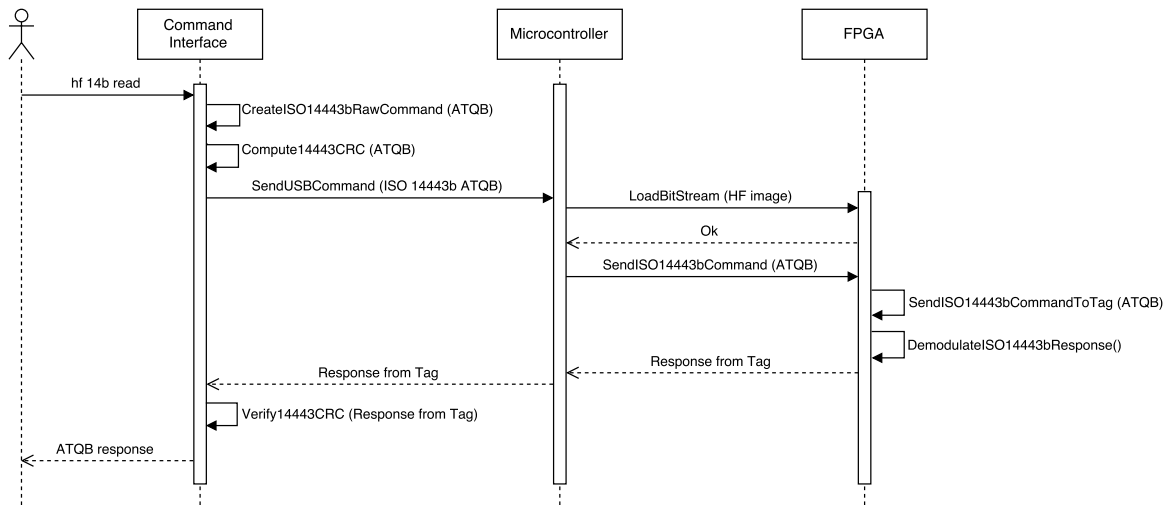 Command
Interface
Microcontroller
FPGA
hf 14b read
CreateISO14443bRawCommand (ATQB)
Compute14443CRC (ATQB)
SendUSBCommand (ISO 14443b ATQB)
LoadBitStream (HF image)
Ok
SendISO14443bCommand (ATQB)
SendISO14443bCommandToTag (ATQB)
DemodulateISO14443bResponse()
Response from Tag
Response from Tag
Verify14443CRC (Response from Tag)
ATQB response